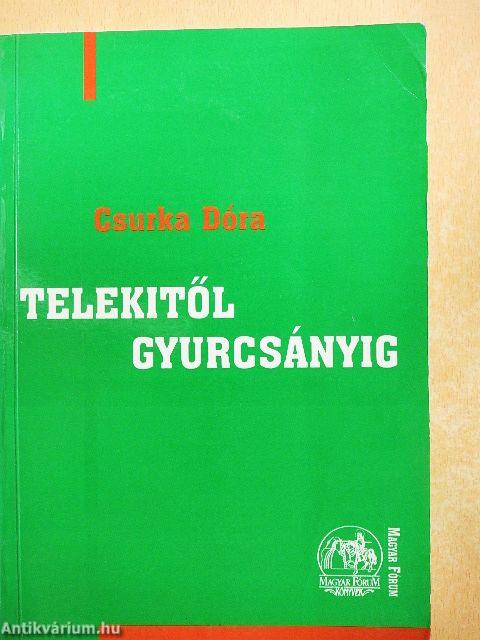 Csurka Dóra
TELEKITŐL
GYURCSÁNYIG
MAGYAR FÓRUM
KÖNYVEK
MAGYAR FÓRUM
Antikvárium.hu